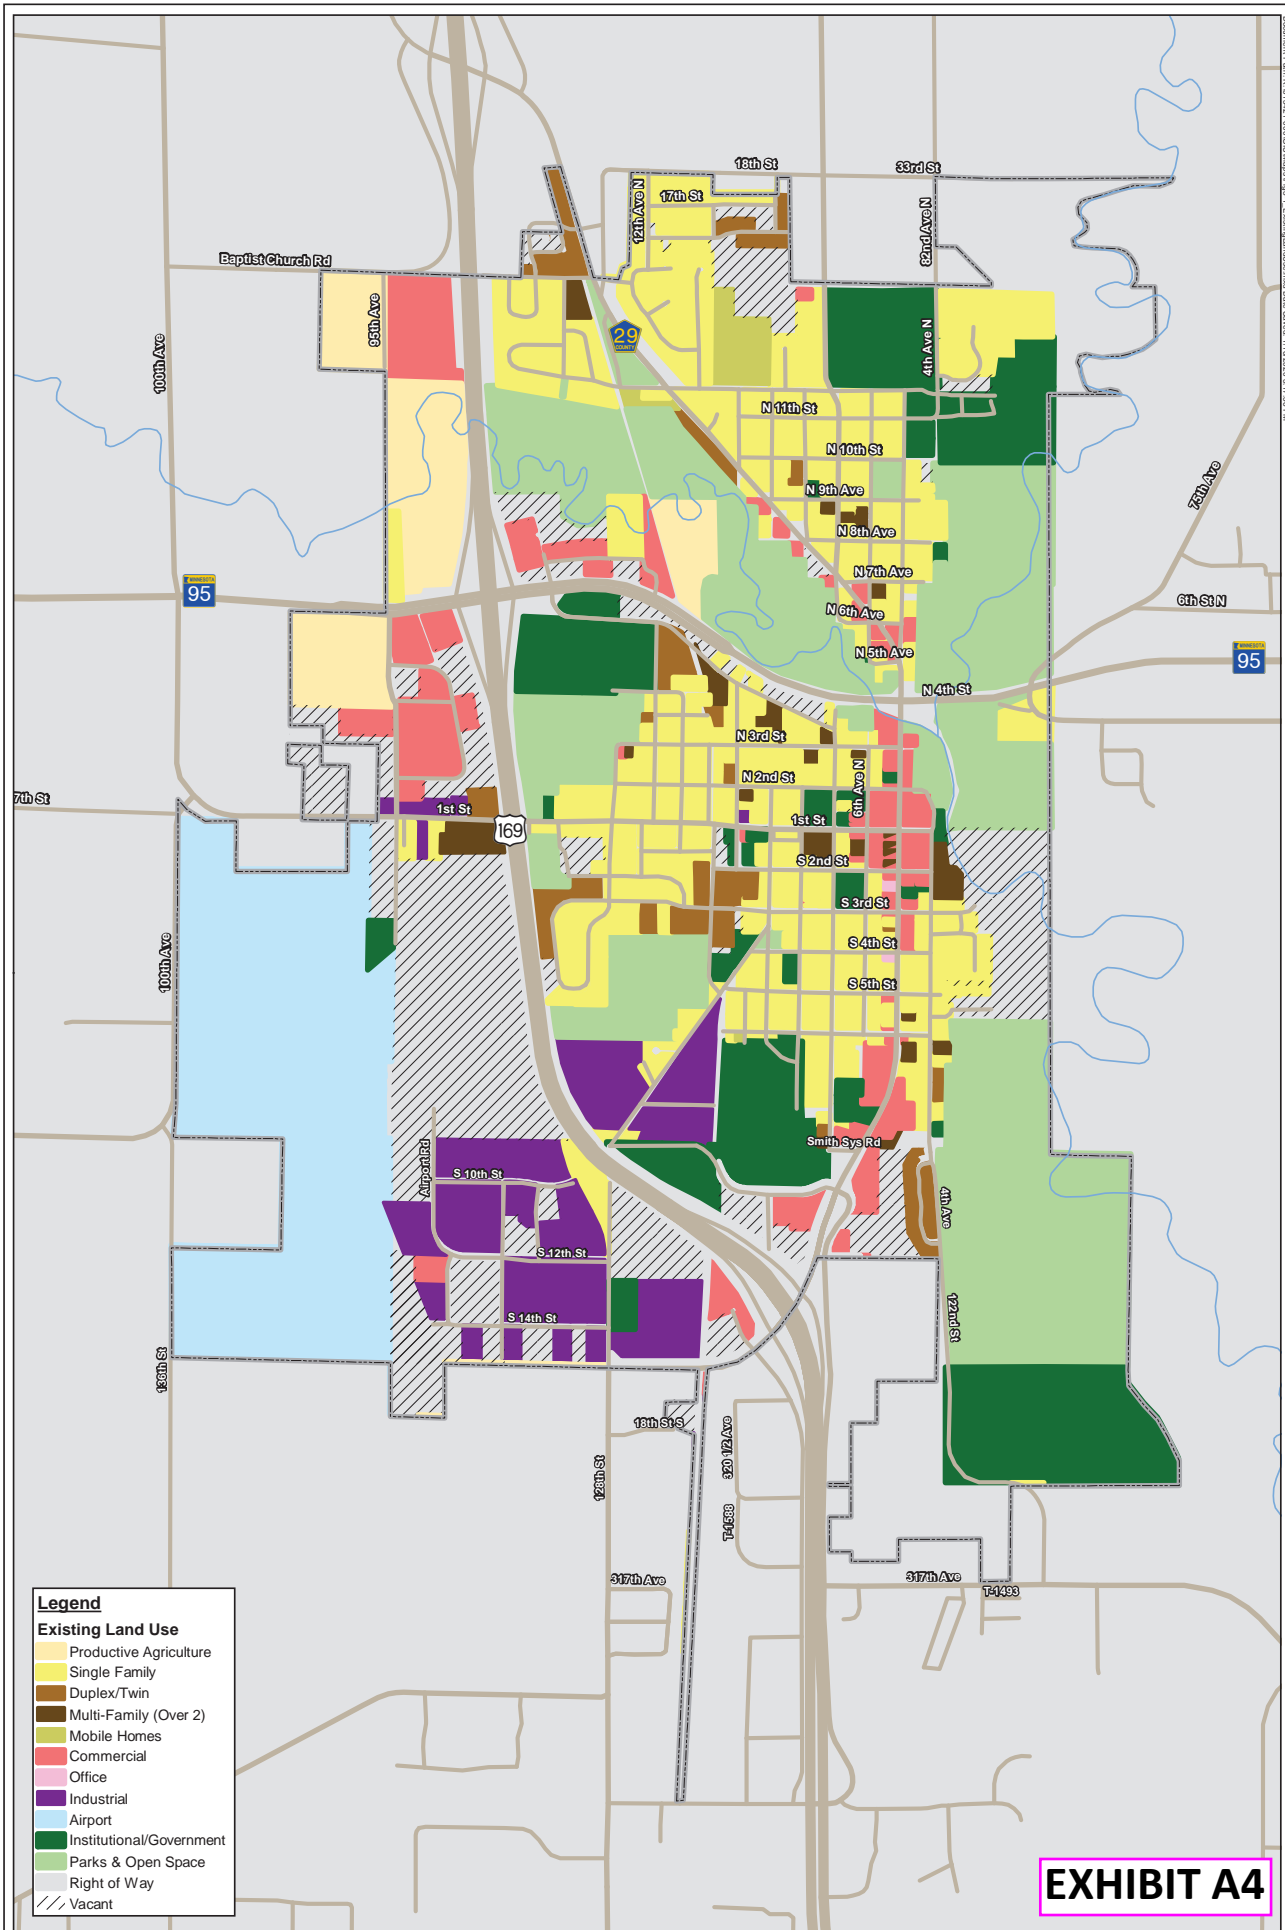 18th St
33rd St
12th Ave N
17th St
82nd Ave N
Baptist Church Rd
95th Ave
100th Ave
29
COUNTY
4th Ave N
N 11th St
N 10th St
N 9th Ave
75th Ave
N 8th Ave
N 7th Ave
MINNESOTA
95
N 6th Ave
6th St N
N 5th Ave
MINNESOTA
95
N 4th St
N 3rd St
6th Ave N
N 2nd St
7th St
1st St
169
1st St
S 2nd St
S 3rd St
100th Ave
S 4th St
S 5th St
Smith Sys Rd
Airport Rd
S 10th St
4th Ave
S 12th St
122nd St
S 14th St
136th St
18th St S
320 1/2 Ave
128th St
T-1588
317th Ave
317th Ave
T-1493
Legend
Existing Land Use
Productive Agriculture
Single Family
Duplex/Twin
Multi-Family (Over 2)
Mobile Homes
Commercial
Office
Industrial
Airport
Institutional/Government
Parks & Open Space
Right of Way
Vacant
EXHIBIT A4